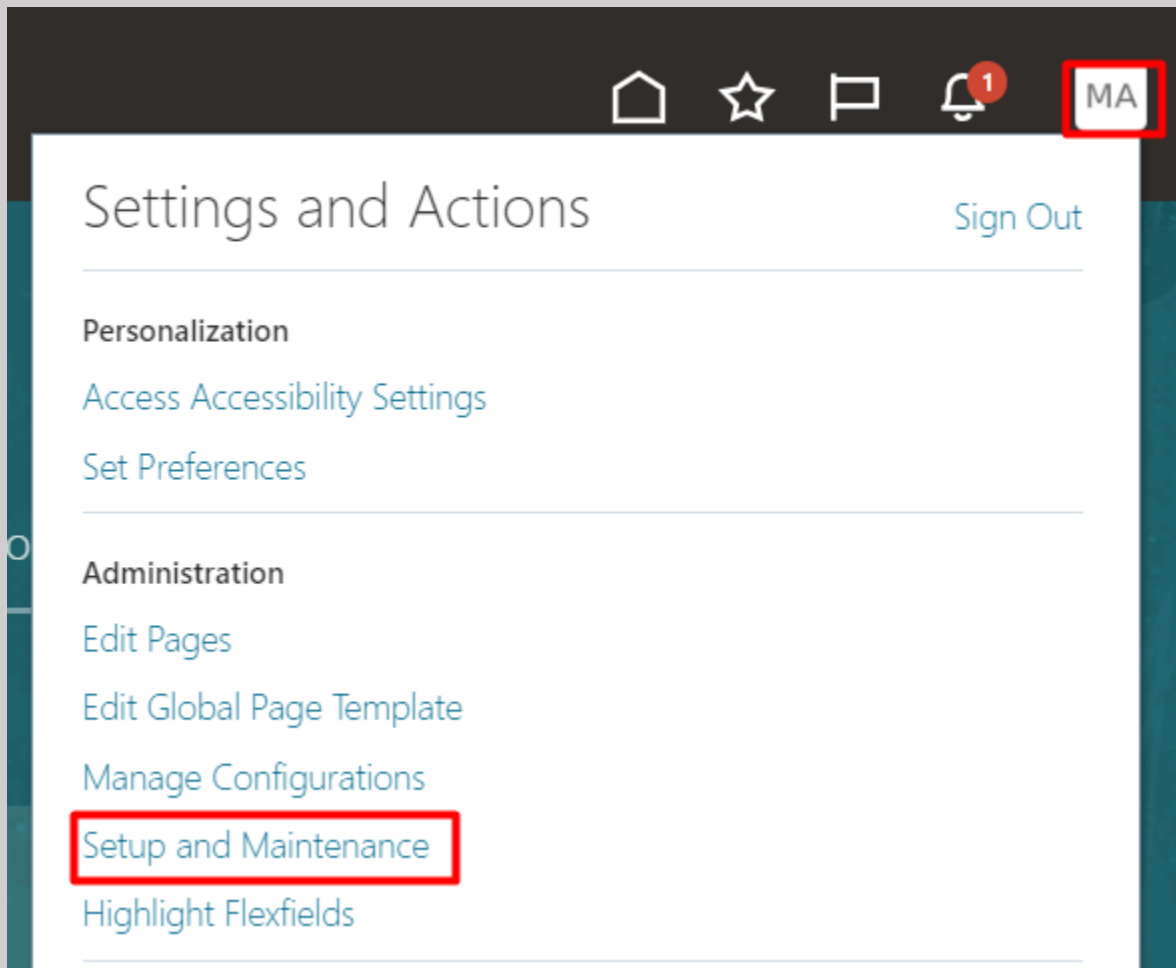 1
MA
Settings and Actions
Sign Out
Personalization
Access Accessibility Settings
Set Preferences
o
Administration
Edit Pages
Edit Global Page Template
Manage Configurations
Setup and Maintenance
Highlight Flexfields